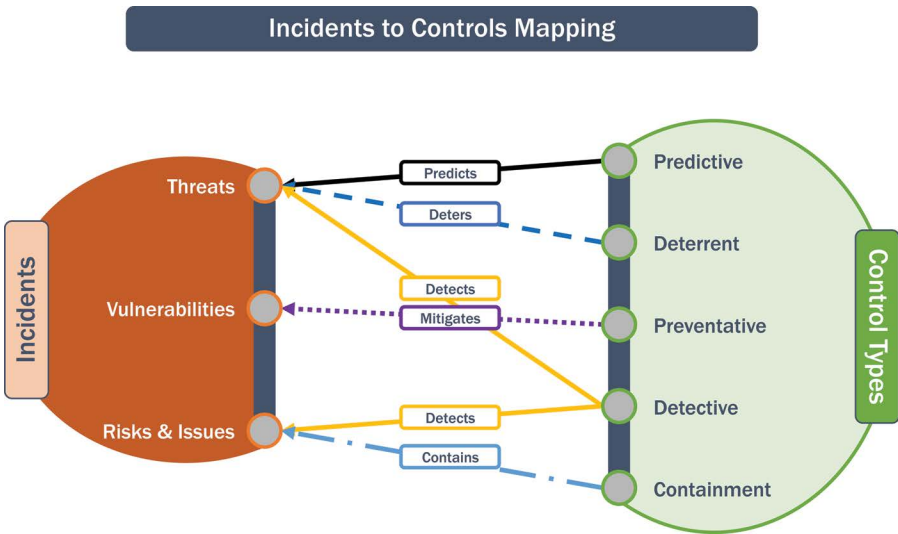 Incidents to Controls Mapping
Incidents
Threats
Vulnerabilities
Risks & Issues
Predicts
Deters
Detects
Mitigates
Detects
Contains
Predictive
Deterrent
Preventative
Detective
Containment
Control Types